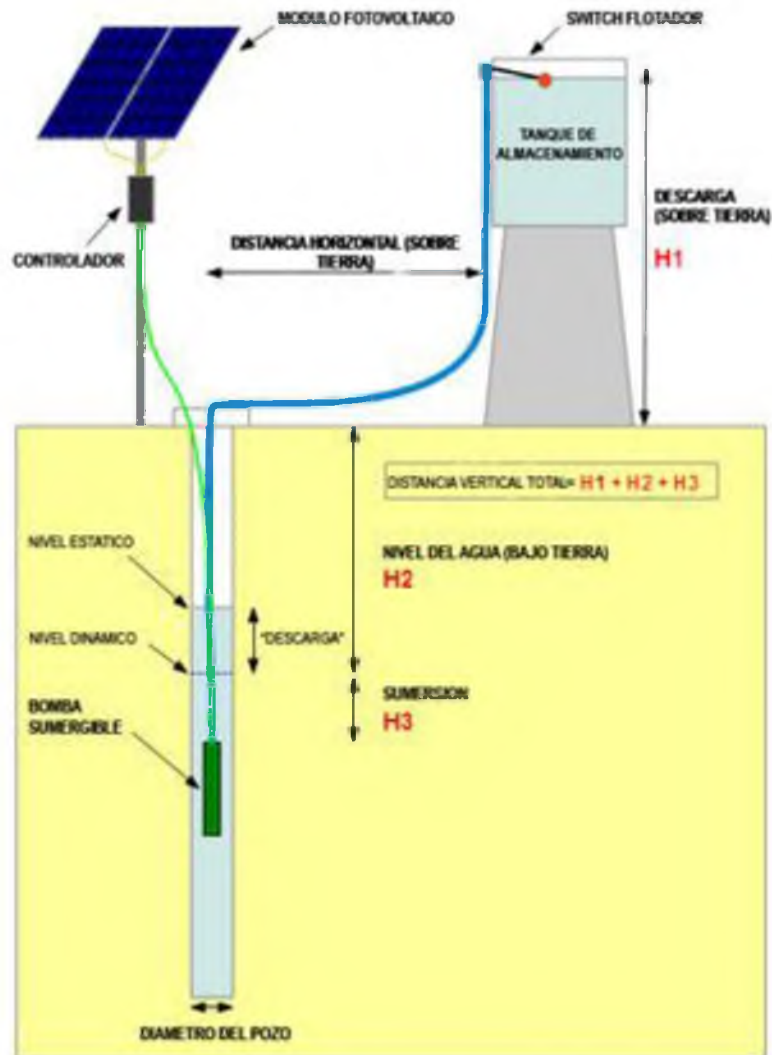 MODULO FOTOVOLTAICO
SWITCH FLOTADOR
TANQUE DE
ALMACENAMIENTO
DESCARGA
(SOBRE TIERRA)
H1
DISTANCIA HORIZONTAL (SOBRE
TIERRA)
CONTROLADOR
DISTANCIA VERTICAL TOTAL= H1 + H2 + H3
NIVEL ESTATICO
NIVEL DEL AGUA (BAJO TIERRA)
H2
NIVEL DINAMICO
"DESCARGA"
SUMERSION
H3
BOMBA
SUMERGIBLE
DIAMETRO DEL POZO